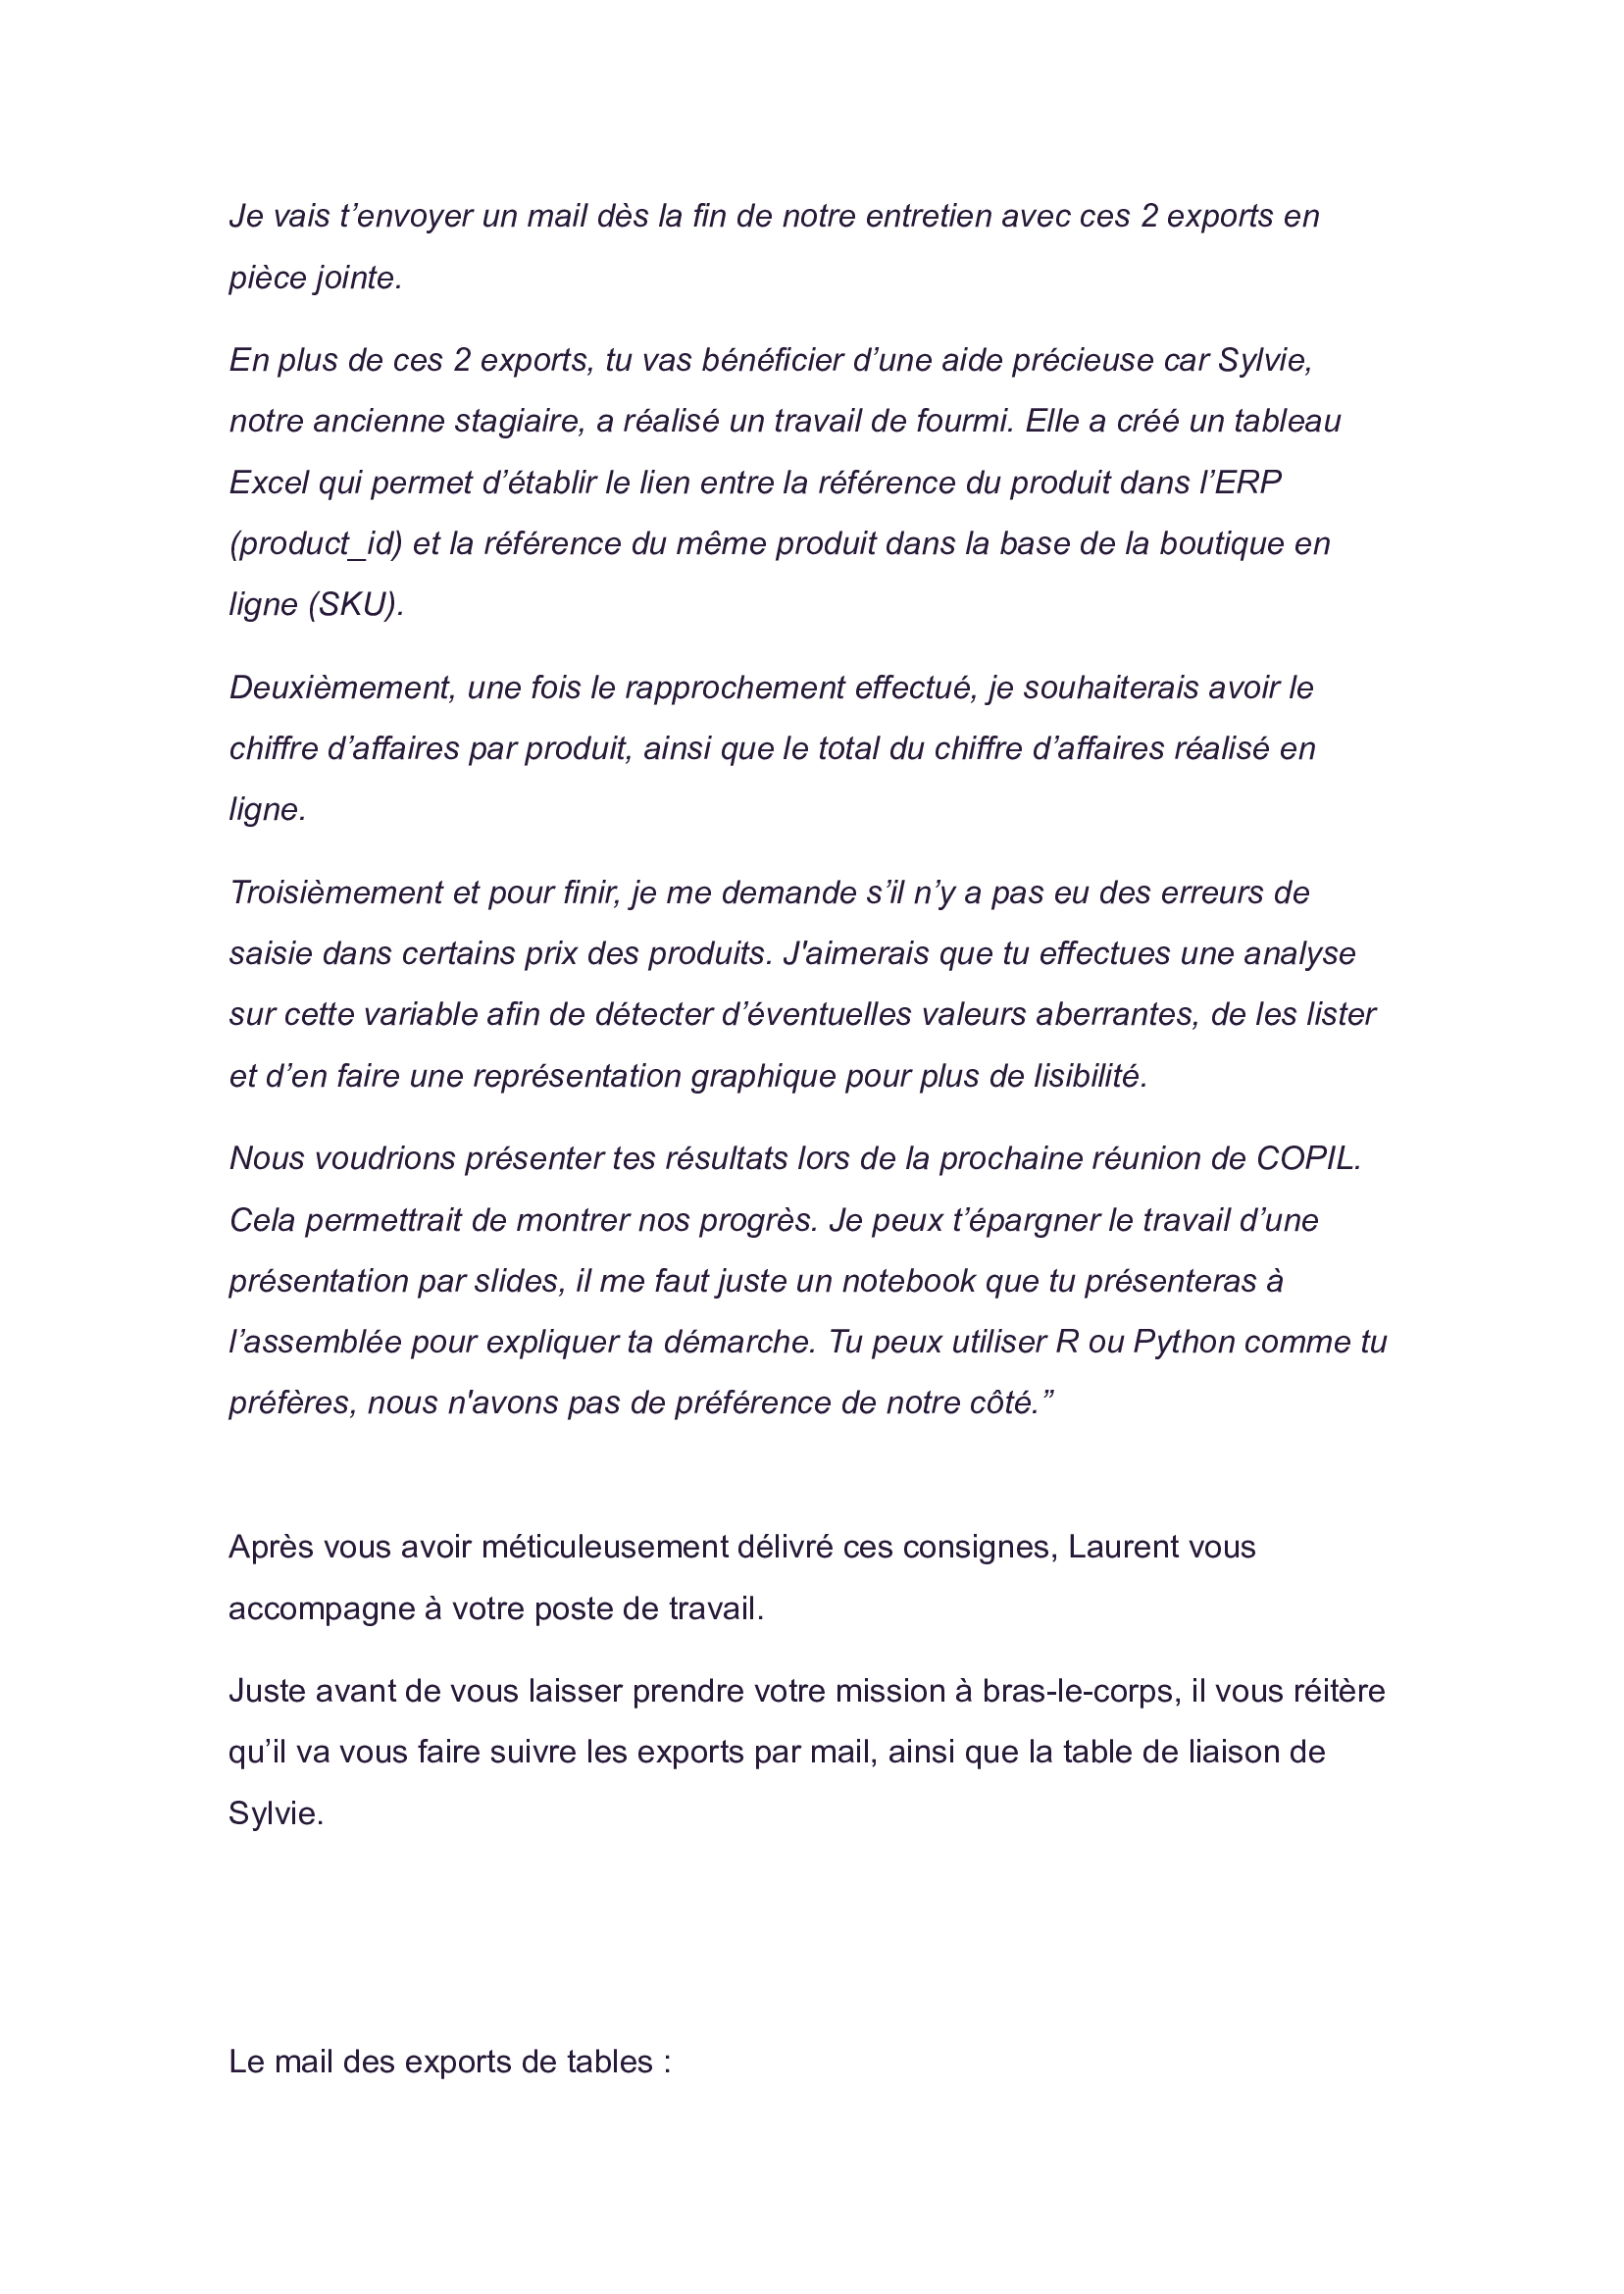 Je vais t’envoyer un mail dès la fin de notre entretien avec ces 2 exports en
pièce jointe.
En plus de ces 2 exports, tu vas bénéficier d’une aide précieuse car Sylvie,
notre ancienne stagiaire, a réalisé un travail de fourmi. Elle a créé un tableau
Excel qui permet d’établir le lien entre la référence du produit dans l’ERP
(product_id) et la référence du même produit dans la base de la boutique en
ligne (SKU).
Deuxièmement, une fois le rapprochement effectué, je souhaiterais avoir le
chiffre d’affaires par produit, ainsi que le total du chiffre d’affaires réalisé en
ligne.
Troisièmement et pour finir, je me demande s’il n’y a pas eu des erreurs de
saisie dans certains prix des produits. J'aimerais que tu effectues une analyse
sur cette variable afin de détecter d’éventuelles valeurs aberrantes, de les lister
et d’en faire une représentation graphique pour plus de lisibilité.
Nous voudrions présenter tes résultats lors de la prochaine réunion de COPIL.
Cela permettrait de montrer nos progrès. Je peux t’épargner le travail d’une
présentation par slides, il me faut juste un notebook que tu présenteras à
l’assemblée pour expliquer ta démarche. Tu peux utiliser R ou Python comme tu
préfères, nous n'avons pas de préférence de notre côté.”
Après vous avoir méticuleusement délivré ces consignes, Laurent vous
accompagne à votre poste de travail.
Juste avant de vous laisser prendre votre mission à bras-le-corps, il vous réitère
qu’il va vous faire suivre les exports par mail, ainsi que la table de liaison de
Sylvie.
Le mail des exports de tables :